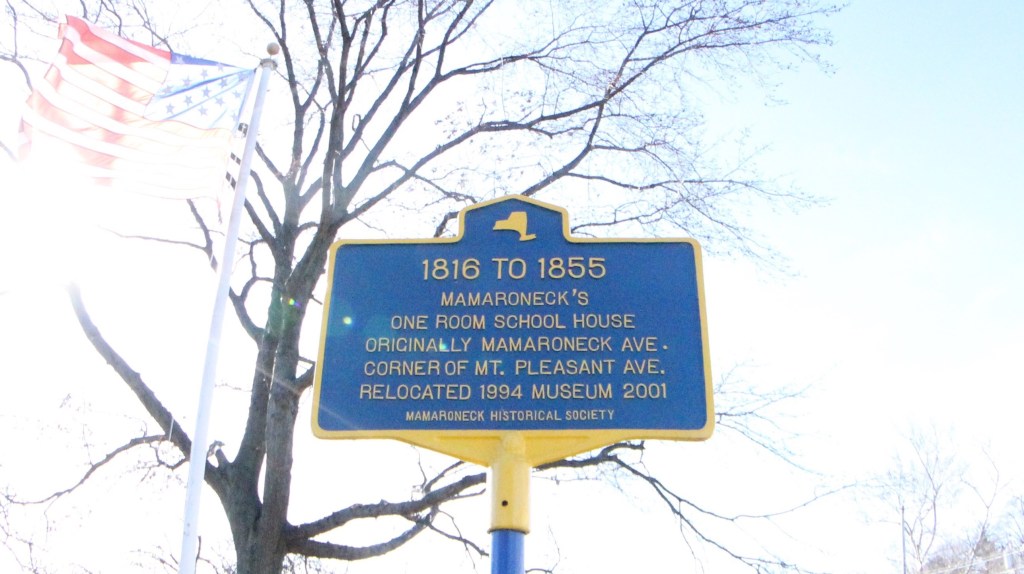 1816 TO 1855
MAMARONECK'S
ONE ROOM SCHOOL HOUSE
ORIGINALLY MAMARONECK AVE.
CORNER OF MT. PLEASANT AVE.
RELOCATED 1994 MUSEUM 2001
MAMARONECK HISTORICAL SOCIETY